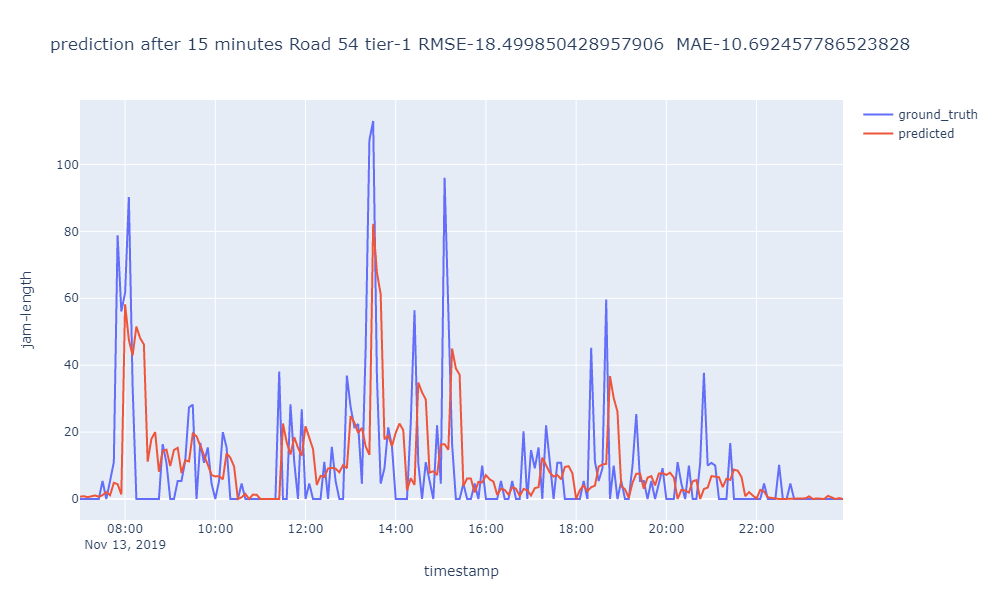 prediction after 15 minutes Road 54 tier-1 RMSE-18.499850428957906  MAE-10.692457786523828
ground_truth
predicted
jam-length
100
80
60
40
20
0
08:00
10:00
12:00
14:00
16:00
18:00
20:00
22:00
Nov 13, 2019
timestamp